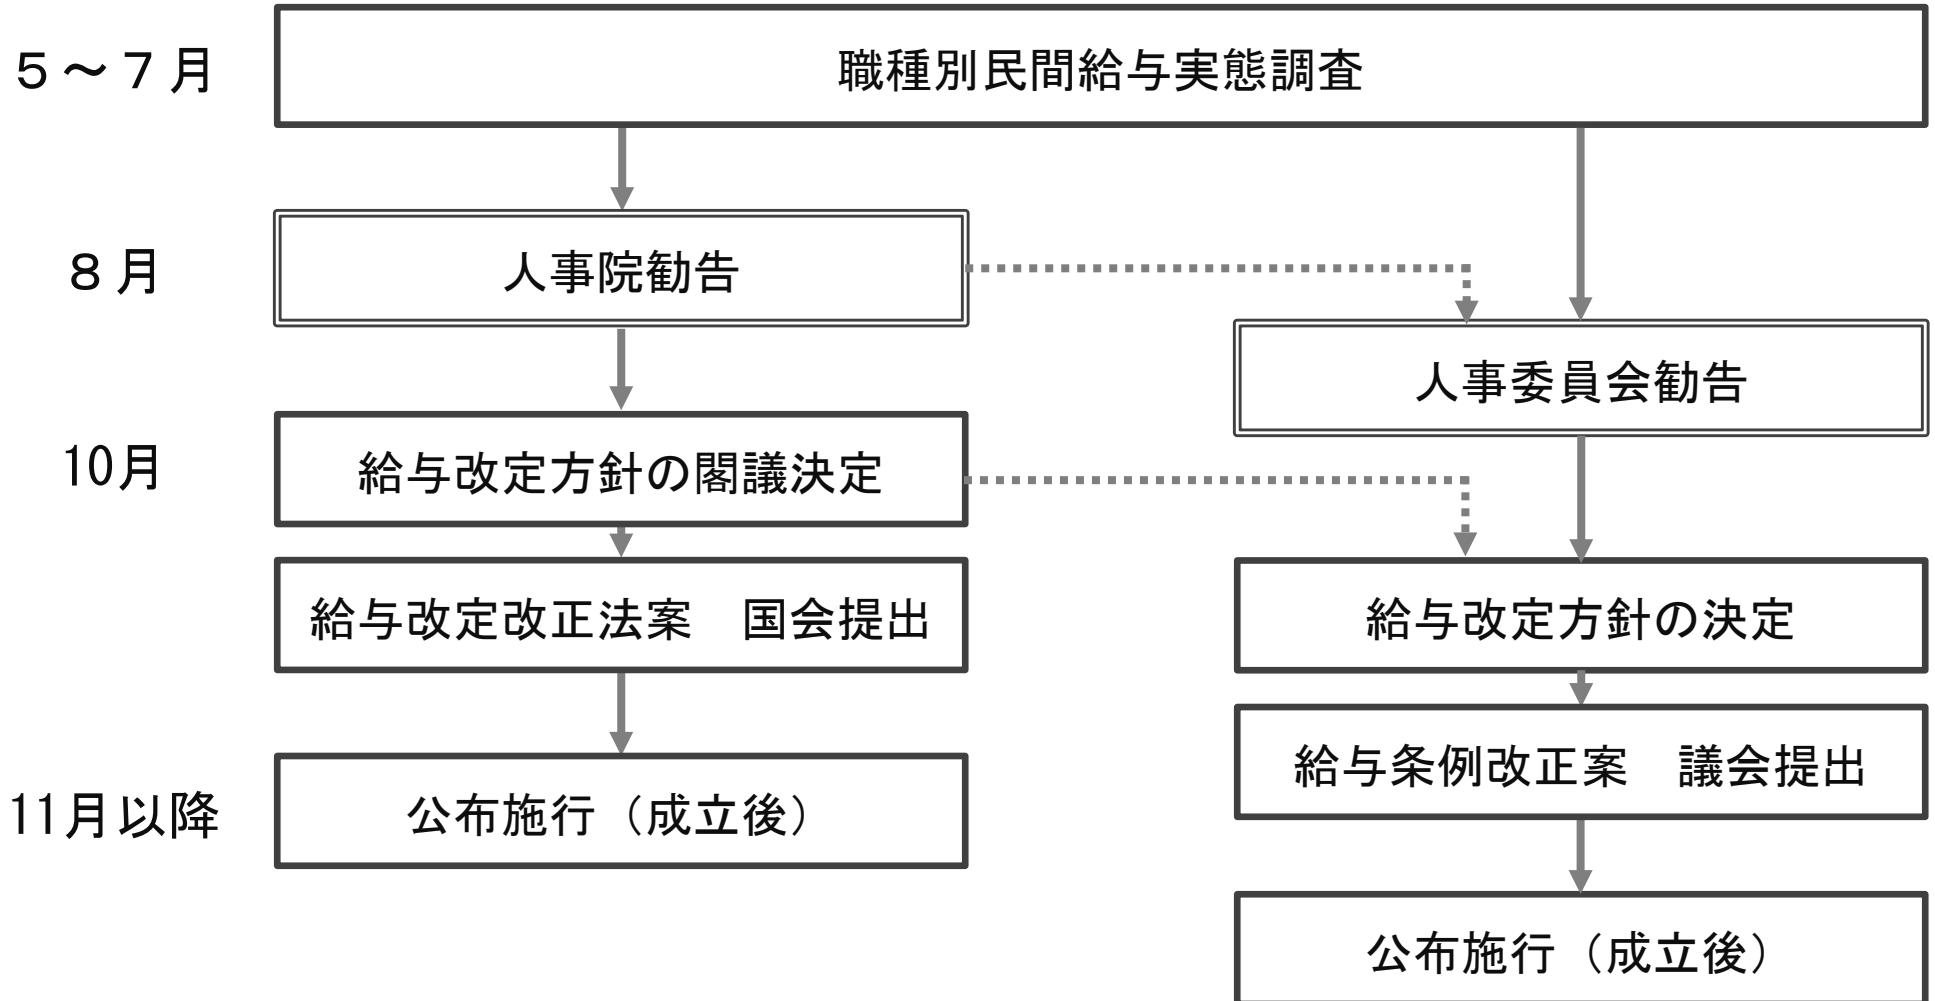 5～7月
職種別民間給与実態調査
8月
人事院勧告
人事委員会勧告
10月
給与改定方針の閣議決定
給与改定改正法案　国会提出
給与改定方針の決定
給与条例改正案　議会提出
11月以降
公布施行（成立後）
公布施行（成立後）